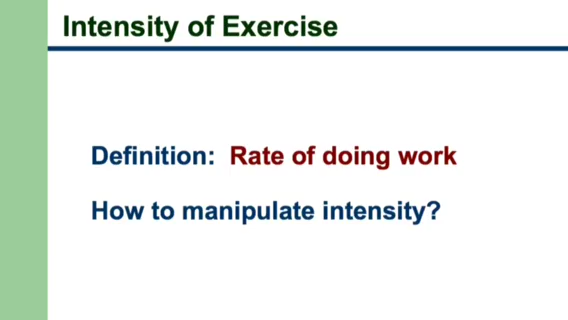 Intensity of Exercise
Definition: Rate of doing work
How to manipulate intensity?